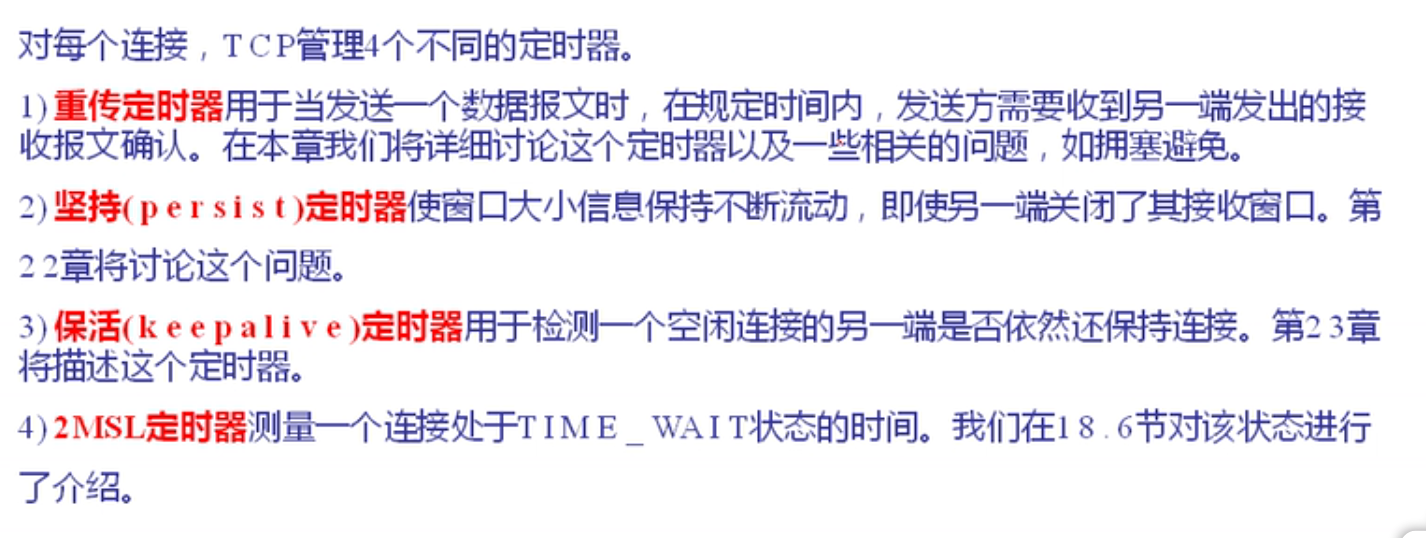 对每个连接，TCP管理4个不同的定时器。
1) 重传定时器用于当发送一个数据报文时，在规定时间内，发送方需要收到另一端发出的接
收报文确认。在本章我们将详细讨论这个定时器以及一些相关的问题，如拥塞避免。
2) 坚持(persist)定时器使窗口大小信息保持不断流动，即使另一端关闭了其接收窗口。第
22章将讨论这个问题。
3) 保活(keepalive)定时器用于检测一个空闲连接的另一端是否依然还保持连接。第23章
将描述这个定时器。
4) 2MSL定时器测量一个连接处于TIME_WAIT状态的时间。我们在18.6节对该状态进行
了介绍。